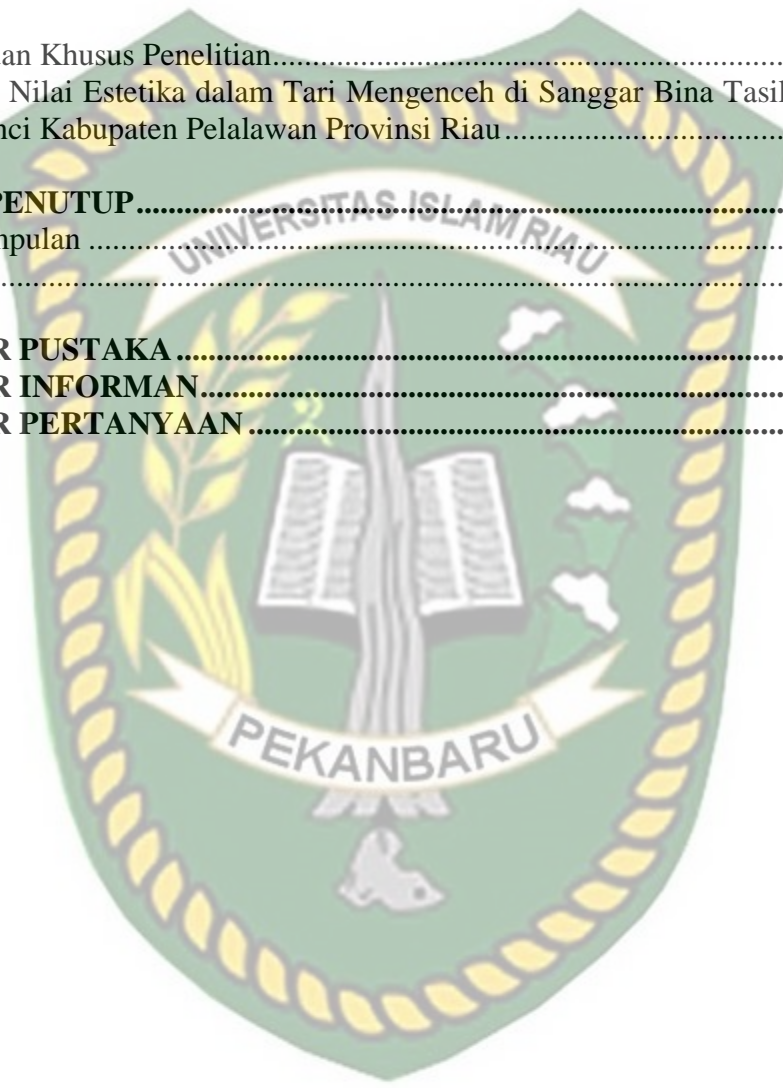 uan Khusus Penelitian..............................................................
Nilai Estetika dalam Tari Mengenceh di Sanggar Bina Tasil
nci Kabupaten Pelalawan Provinsi Riau...................................
PENUTUP..................................................................................
npulan .......................................................................................
UNIVERSITAS ISLAM RIAU
..................................................................................................
R PUSTAKA.............................................................................
R INFORMAN..........................................................................
R PERTANYAAN....................................................................
PEKANBARU